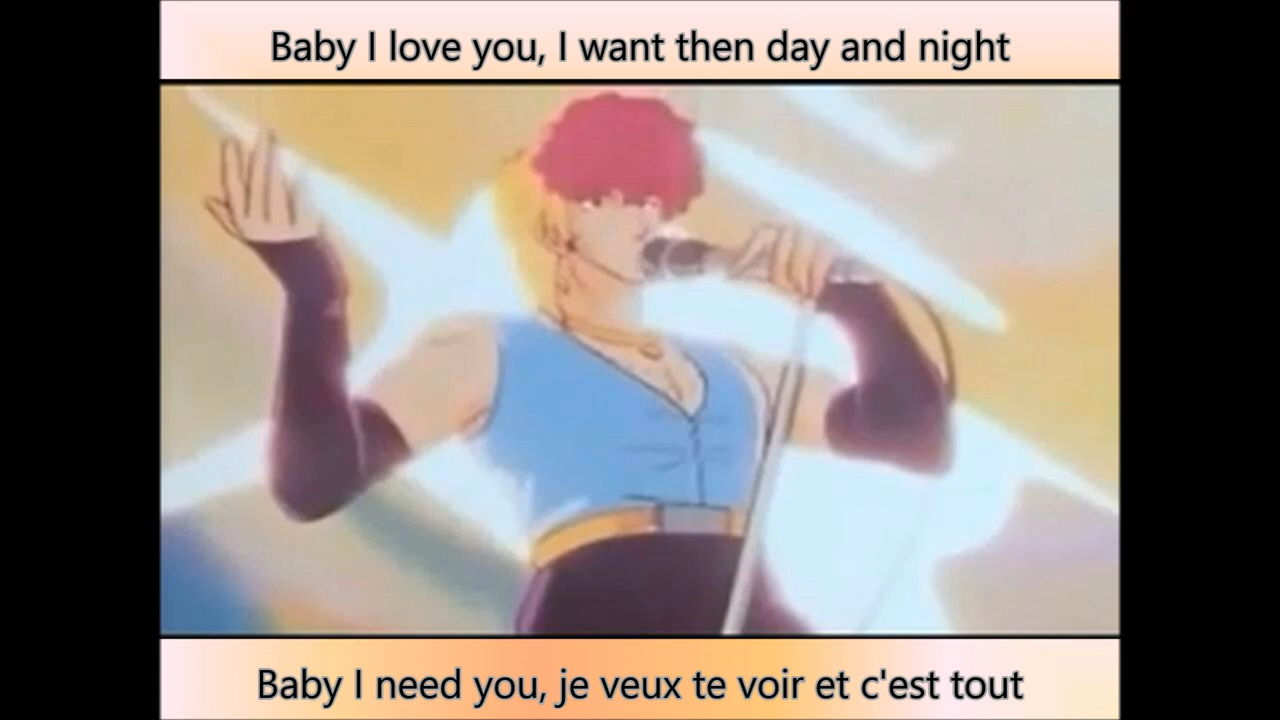 Baby I love you, I want then day and night
Baby I need you, je veux te voir et c'est tout